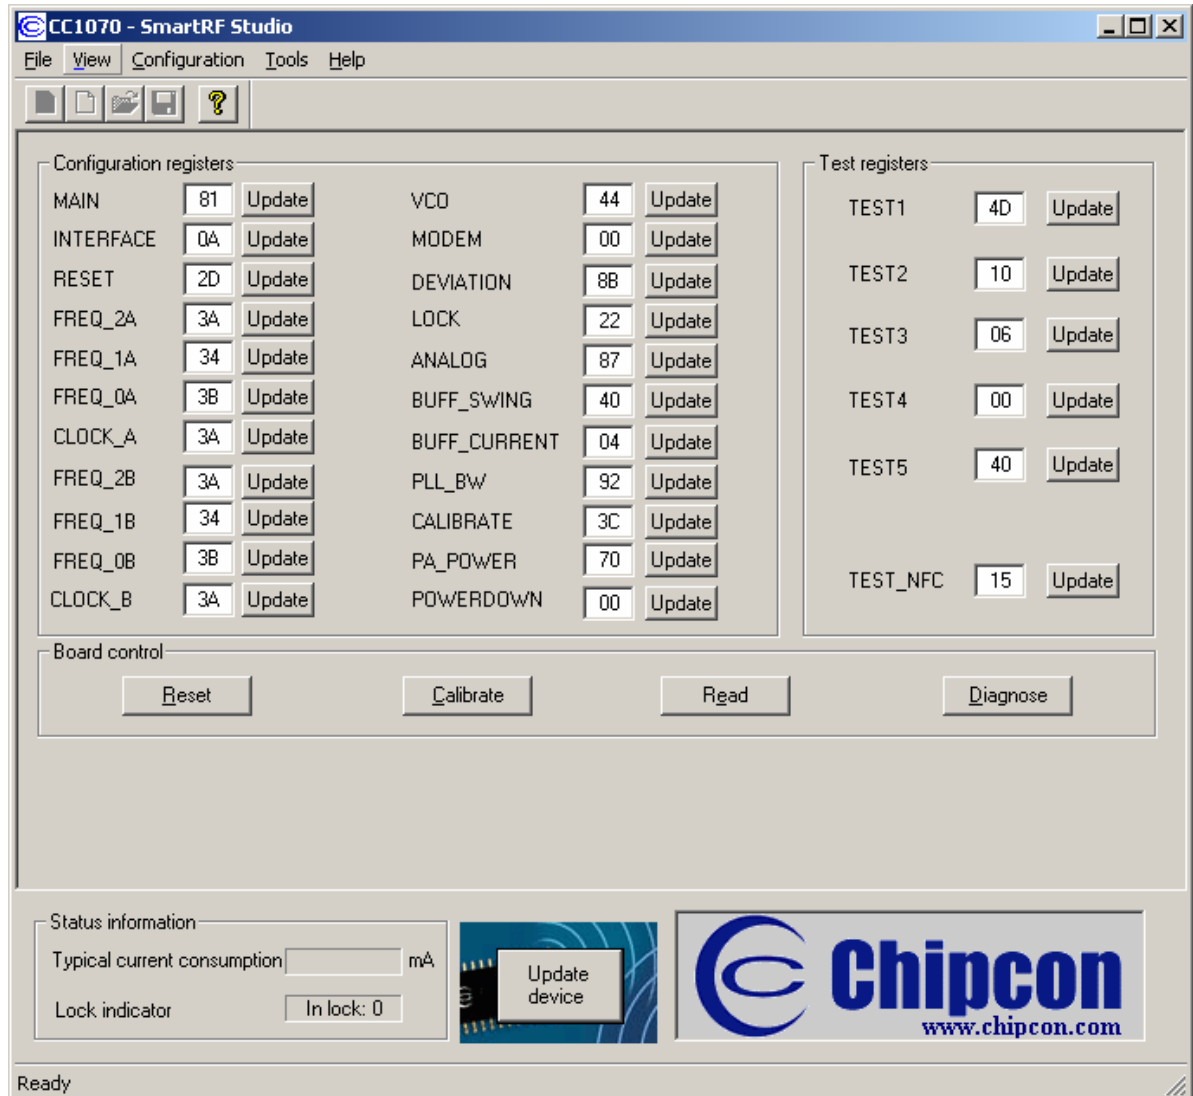 CC1070 - SmartRF Studio
File View Configuration Tools Help
Configuration registers
MAIN 81 Update
INTERFACE 0A Update
RESET 2D Update
FREQ_2A 3A Update
FREQ_1A 34 Update
FREQ_0A 3B Update
CLOCK_A 3A Update
FREQ_2B 3A Update
FREQ_1B 34 Update
FREQ_0B 3B Update
CLOCK_B 3A Update
VCO 44 Update
MODEM 00 Update
DEVIATION 8B Update
LOCK 22 Update
ANALOG 87 Update
BUFF_SWING 40 Update
BUFF_CURRENT 04 Update
PLL_BW 92 Update
CALIBRATE 3C Update
PA_POWER 70 Update
POWERDOWN 00 Update
Test registers
TEST1 4D Update
TEST2 10 Update
TEST3 06 Update
TEST4 00 Update
TEST5 40 Update
TEST_NFC 15 Update
Board control
Reset Calibrate Read Diagnose
Status information
Typical current consumption mA
Lock indicator In lock: 0
Update
device
Chipcon
www.chipcon.com
Ready